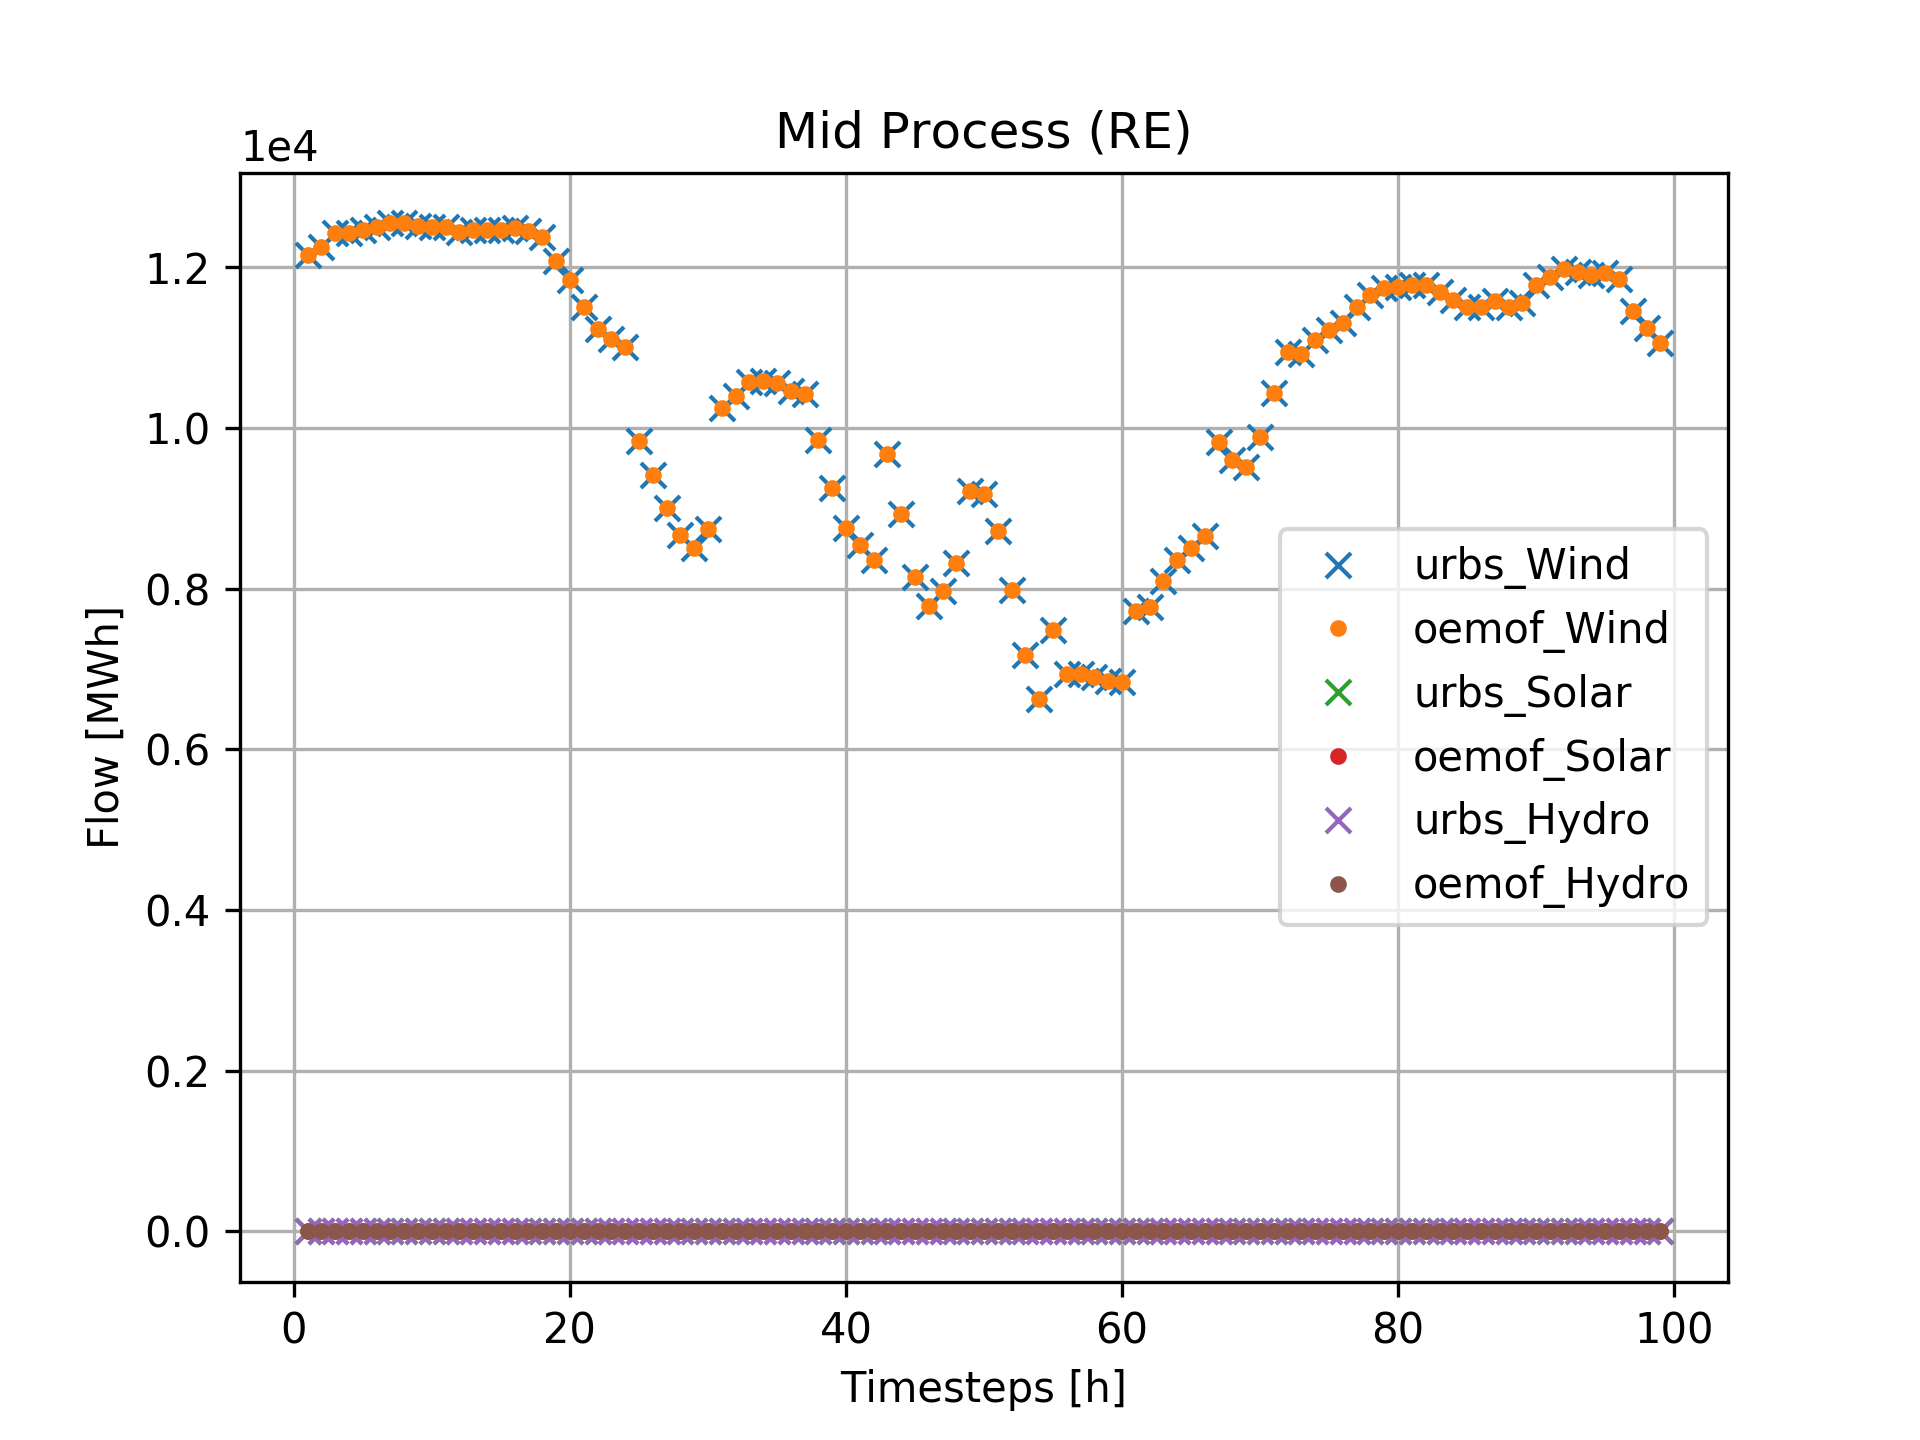 Mid Process (RE)
1e4
1.2
1.0
0.8
0.6
0.4
0.2
0.0
Flow [MWh]
urbs_Wind
oemof_Wind
urbs_Solar
oemof_Solar
urbs_Hydro
oemof_Hydro
0 20 40 60 80 100
Timesteps [h]